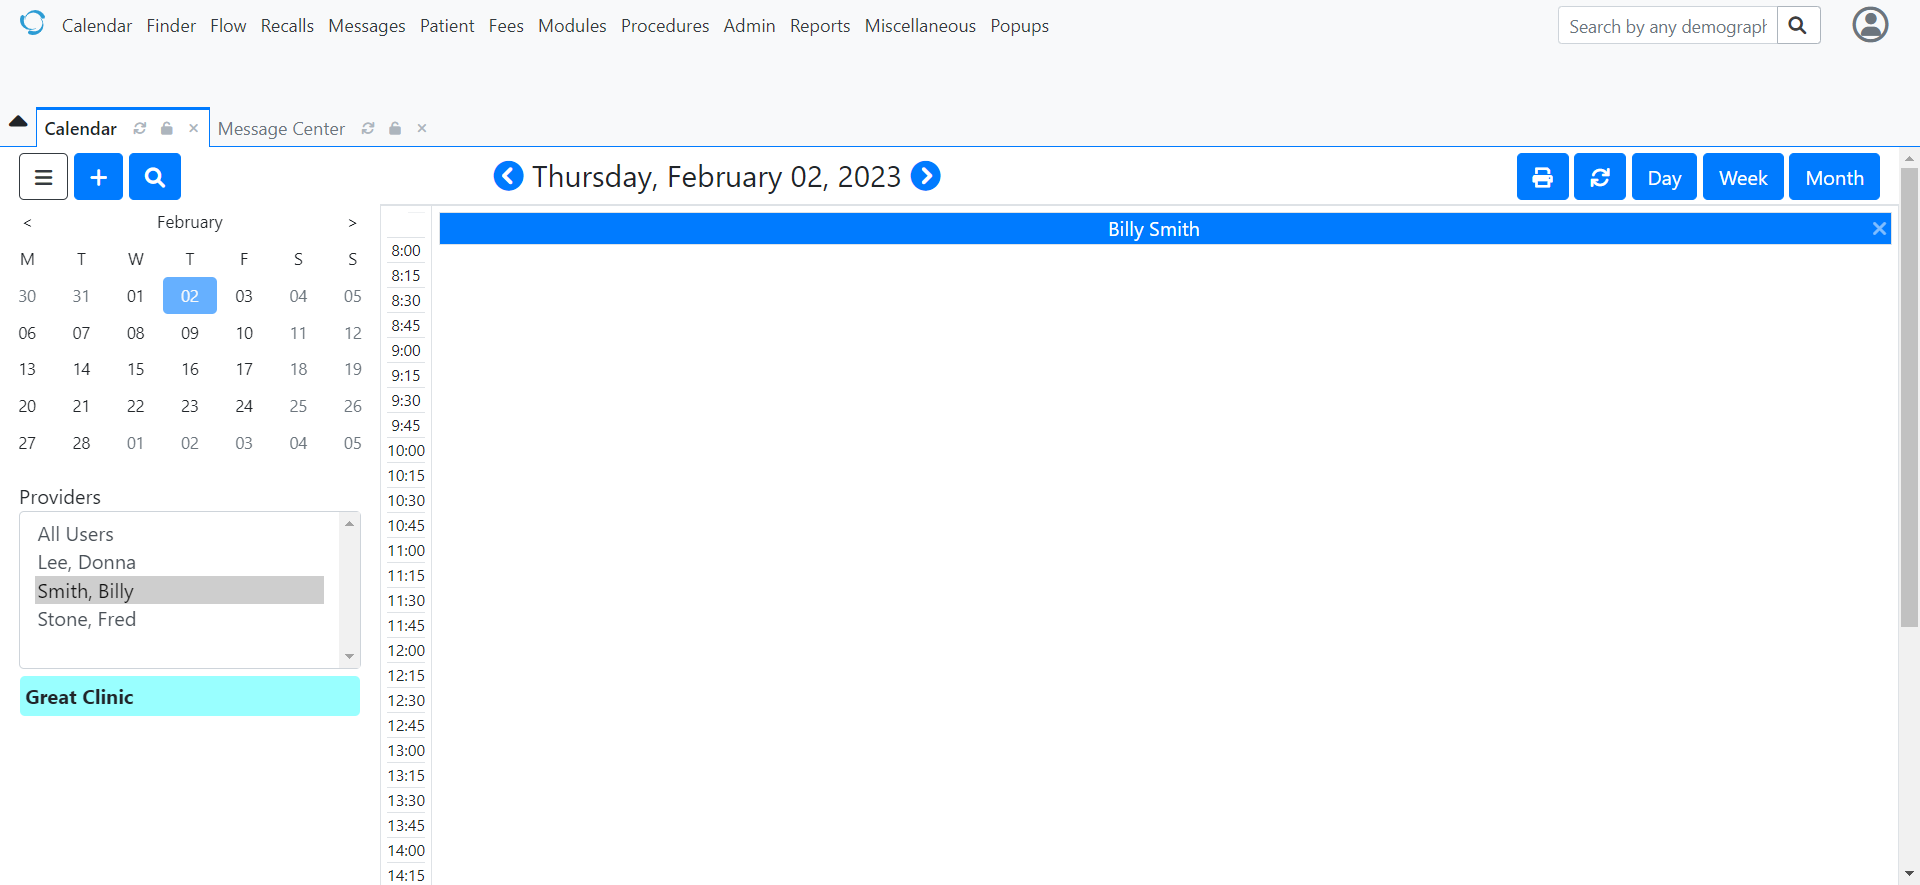 Calendar Finder Flow Recalls Messages Patient Fees Modules Procedures Admin Reports Miscellaneous Popups
Search by any demograph
Calendar
Message Center
Thursday, February 02, 2023
Day
Week
Month
< February >
M T W T F S S
30 31 01 02 03 04 05
06 07 08 09 10 11 12
13 14 15 16 17 18 19
20 21 22 23 24 25 26
27 28 01 02 03 04 05
Providers
All Users
Lee, Donna
Smith, Billy
Stone, Fred
Great Clinic
Billy Smith
8:00
8:15
8:30
8:45
9:00
9:15
9:30
9:45
10:00
10:15
10:30
10:45
11:00
11:15
11:30
11:45
12:00
12:15
12:30
12:45
13:00
13:15
13:30
13:45
14:00
14:15